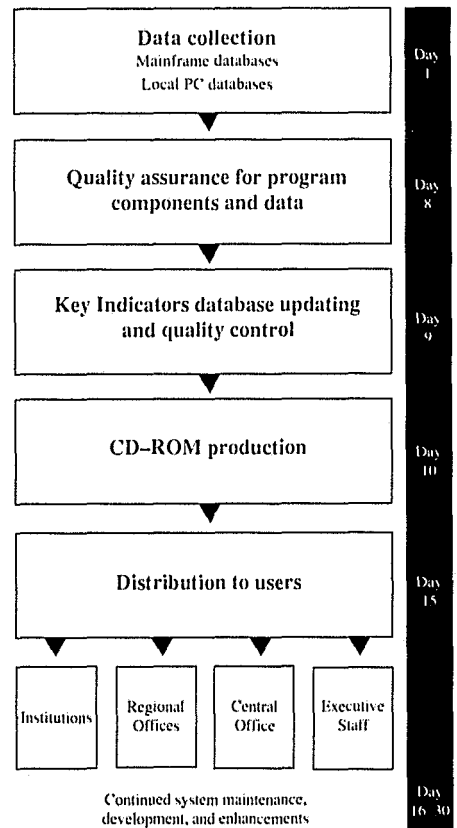 Data collection
Mainframe databases
Local PC databases
Day
1
Quality assurance for program
components and data
Day
8
Key Indicators database updating
and quality control
Day
9
CD–ROM production
Day
10
Distribution to users
Day
15
Institutions
Regional
Offices
Central
Office
Executive
Staff
Continued system maintenance,
development, and enhancements
Day
16–30